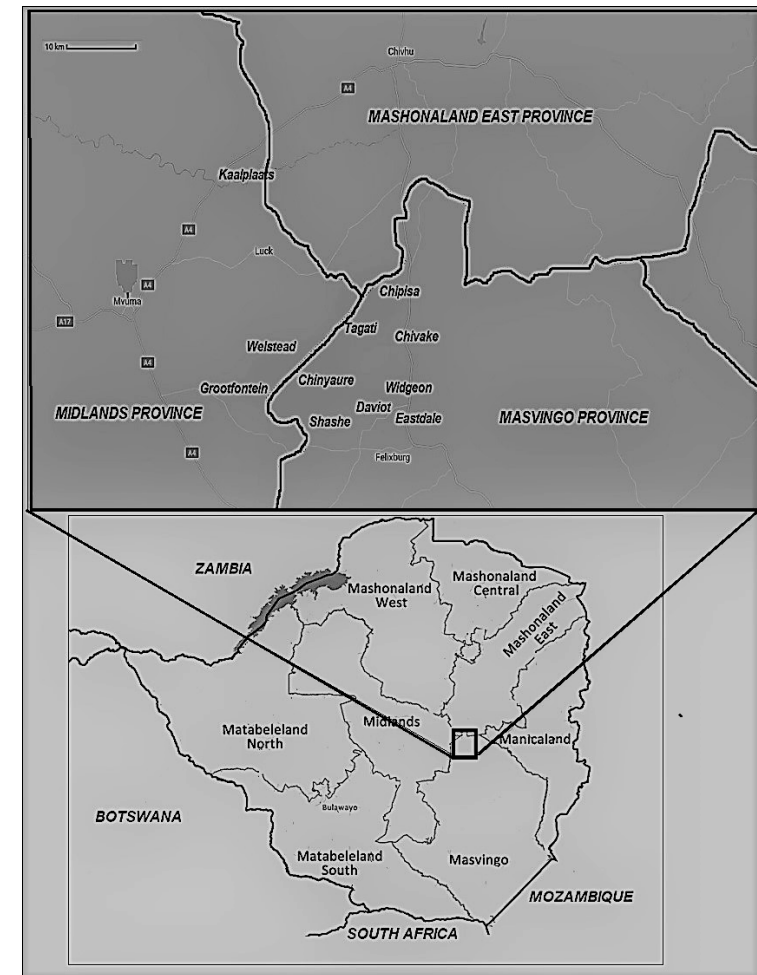 10 km
Chivhu
A4
MASHONALAND EAST PROVINCE
Kaalplaats
A4
Luck
A4
Mvuma
Chipisa
A17
Tagati
Chivake
Welstead
A4
Chinyaure
Grootfontein
Widgeon
Daviot
MIDLANDS PROVINCE
Shashe
Eastdale
MASVINGO PROVINCE
A4
Felixburg
ZAMBIA
Mashonaland
West
Mashonaland
Central
Mashonaland
East
Matabeleland
North
Midlands
Manicaland
Bulawayo
BOTSWANA
Matabeleland
South
Masvingo
MOZAMBIQUE
SOUTH AFRICA